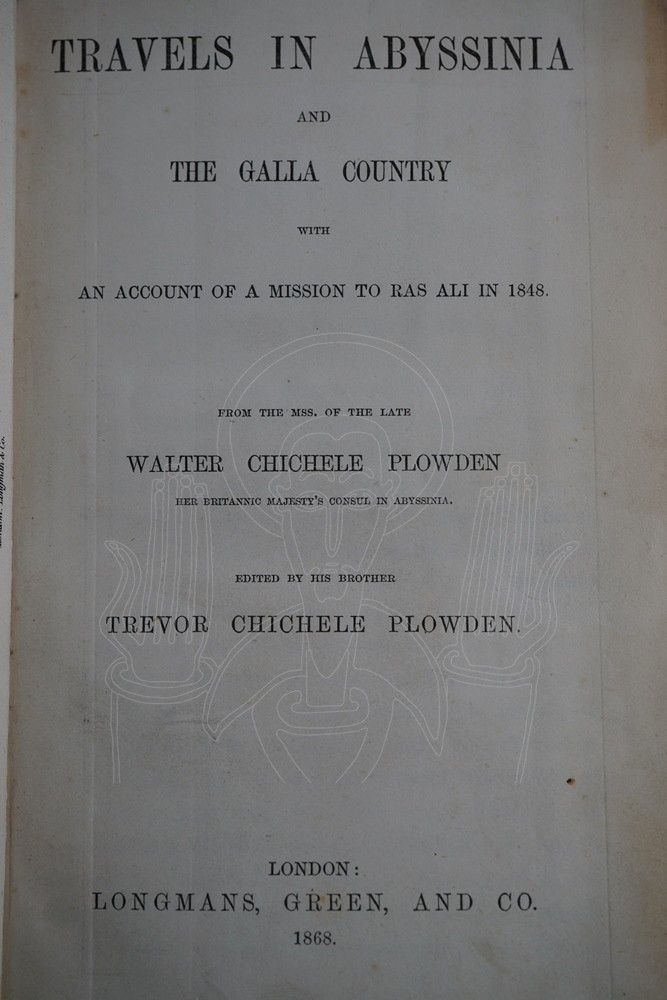 TRAVELS IN ABYSSINIA
AND
THE GALLA COUNTRY
WITH
AN ACCOUNT OF A MISSION TO RAS ALI IN 1848.
FROM THE MSS. OF THE LATE
WALTER CHICHELE PLOWDEN
HER BRITANNIC MAJESTY'S CONSUL IN ABYSSINIA.
EDITED BY HIS BROTHER
TREVOR CHICHELE PLOWDEN.
LONDON:
LONGMANS, GREEN, AND CO.
1868.